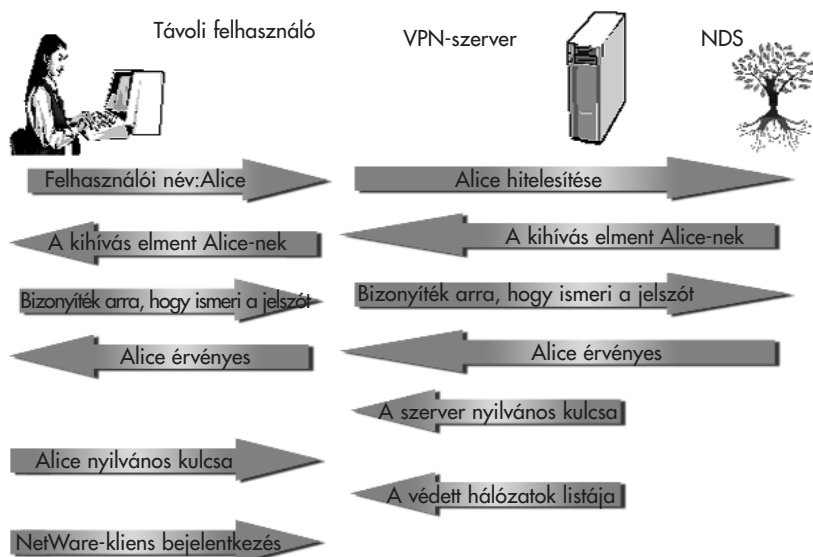 Távoli felhasználó
VPN-szerver
NDS
Felhasználói név:Alice
Alice hitelesítése
A kihívás elment Alice-nek
A kihívás elment Alice-nek
Bizonyíték arra, hogy ismeri a jelszót
Bizonyíték arra, hogy ismeri a jelszót
Alice érvényes
Alice érvényes
A szerver nyilvános kulcsa
Alice nyilvános kulcsa
A védett hálózatok listája
NetWare-kliens bejelentkezés